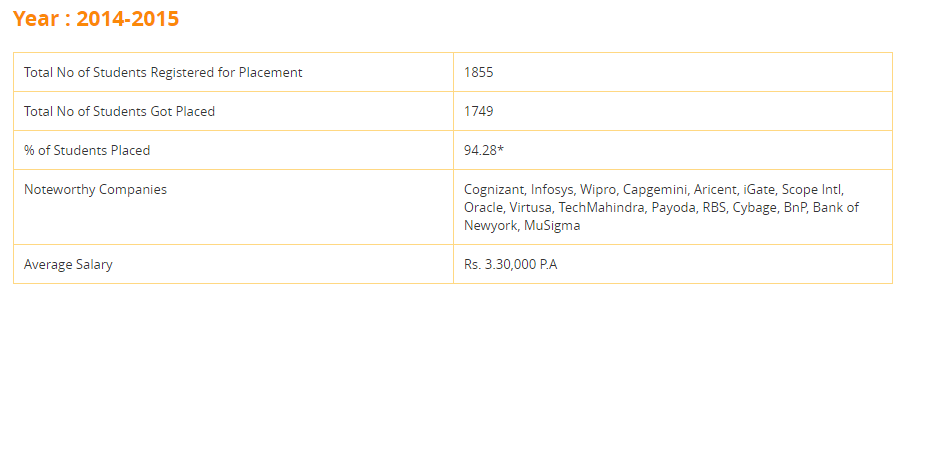 Year : 2014-2015
Total No of Students Registered for Placement 1855
Total No of Students Got Placed 1749
% of Students Placed 94.28*
Noteworthy Companies Cognizant, Infosys, Wipro, Capgemini, Aricent, iGate, Scope Intl,
Oracle, Virtusa, TechMahindra, Payoda, RBS, Cybage, BnP, Bank of
Newyork, MuSigma
Average Salary Rs. 3.30,000 P.A